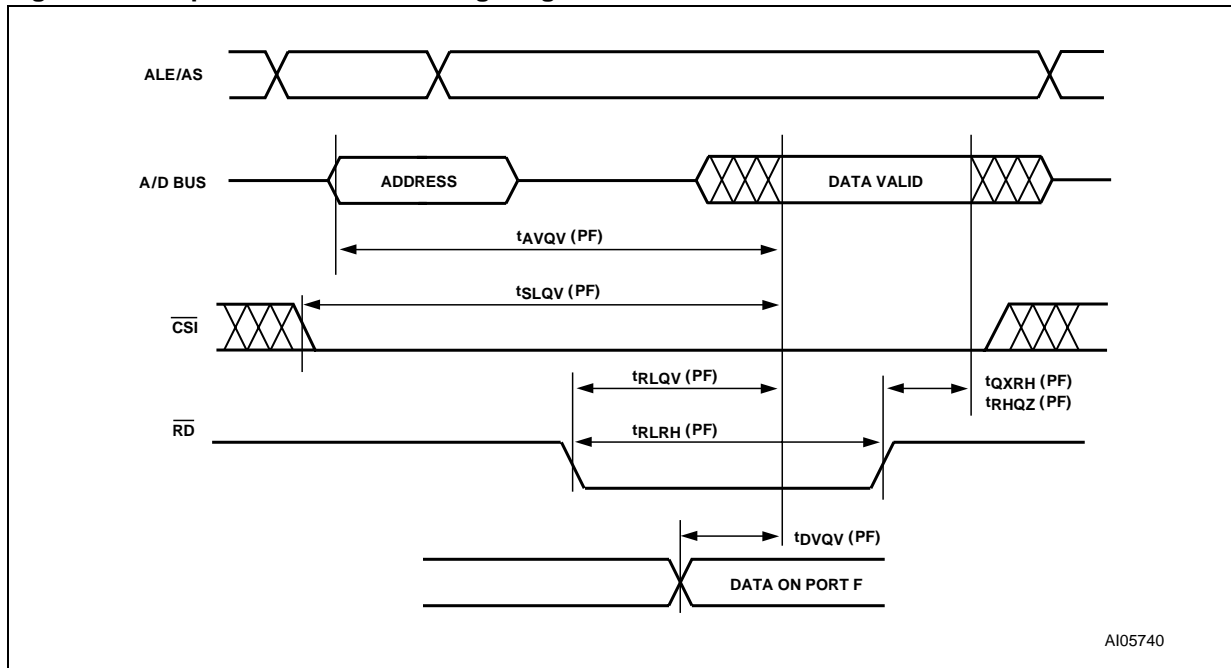 ALE/AS
A/D BUS
ADDRESS
DATA VALID
tAVQV (PF)
tSLQV (PF)
CSI
tRLQV (PF)
tQXRH (PF)
tRHQZ (PF)
RD
tRLRH (PF)
tDVQV (PF)
DATA ON PORT F
AI05740